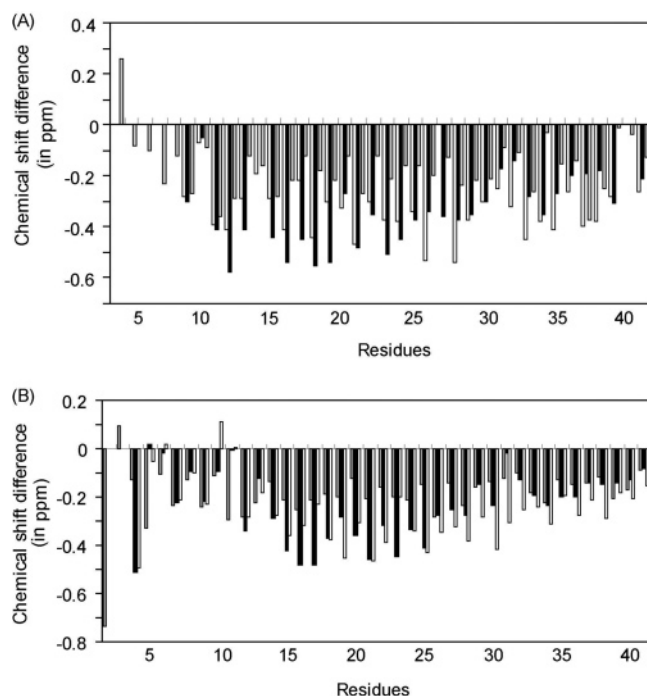 (A)
0.4
0.2
0
-0.2
-0.4
-0.6
Chemical shift difference
(in ppm)
5 10 15 20 25 30 35 40
Residues
(B)
0.2
0
-0.2
-0.4
-0.6
-0.8
Chemical shift difference
(in ppm)
5 10 15 20 25 30 35 40
Residues